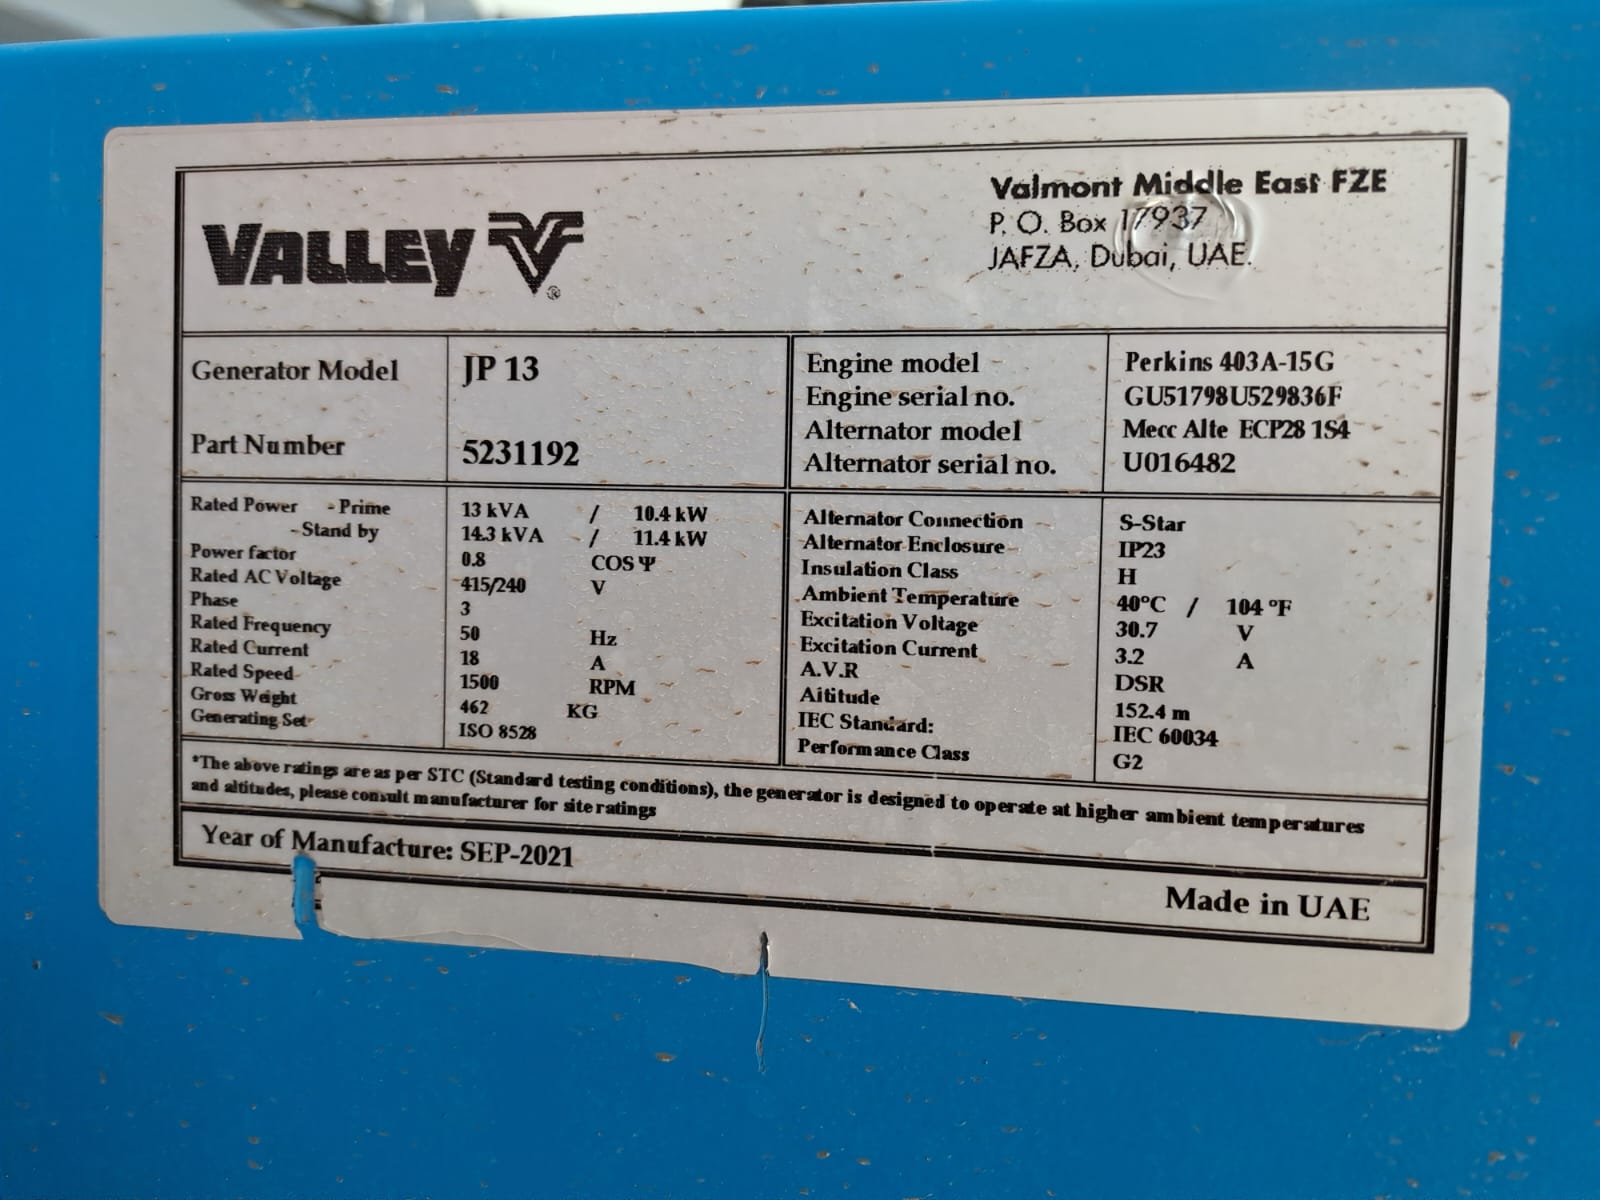 VALLEY ®
Valmont Middle East FZE
P. O. Box 17937
JAFZA, Dubai, UAE.
Generator Model JP 13
Part Number 5231192
Engine model Perkins 403A-15G
Engine serial no. GU51798U529836F
Alternator model Mecc Alte ECP28 1S4
Alternator serial no. U016482
Rated Power - Prime 13 kVA / 10.4 kW
- Stand by 14.3 kVA / 11.4 kW
Power factor 0.8 COS Ψ
Rated AC Voltage 415/240 V
Phase 3
Rated Frequency 50 Hz
Rated Current 18 A
Rated Speed 1500 RPM
Gross Weight 462 KG
Generating Set ISO 8528
Alternator Connection S-Star
Alternator Enclosure IP23
Insulation Class H
Ambient Temperature 40°C / 104 °F
Excitation Voltage 30.7 V
Excitation Current 3.2 A
A.V.R DSR
Altitude 152.4 m
IEC Standard: IEC 60034
Performance Class G2
*The above ratings are as per STC (Standard testing conditions), the generator is designed to operate at higher ambient temperatures
and altitudes, please consult manufacturer for site ratings
Year of Manufacture: SEP-2021
Made in UAE